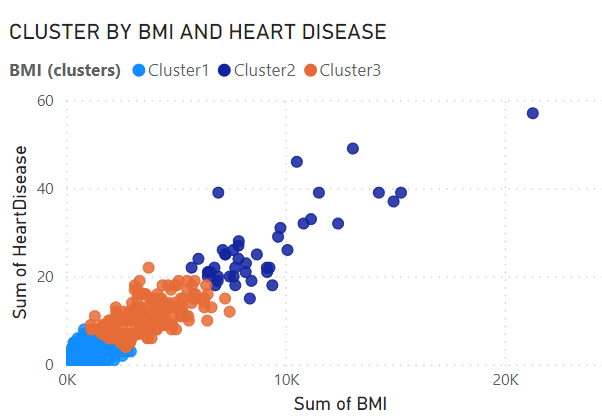 CLUSTER BY BMI AND HEART DISEASE
BMI (clusters) Cluster1 Cluster2 Cluster3
60
40
20
0
Sum of HeartDisease
0K 10K 20K
Sum of BMI